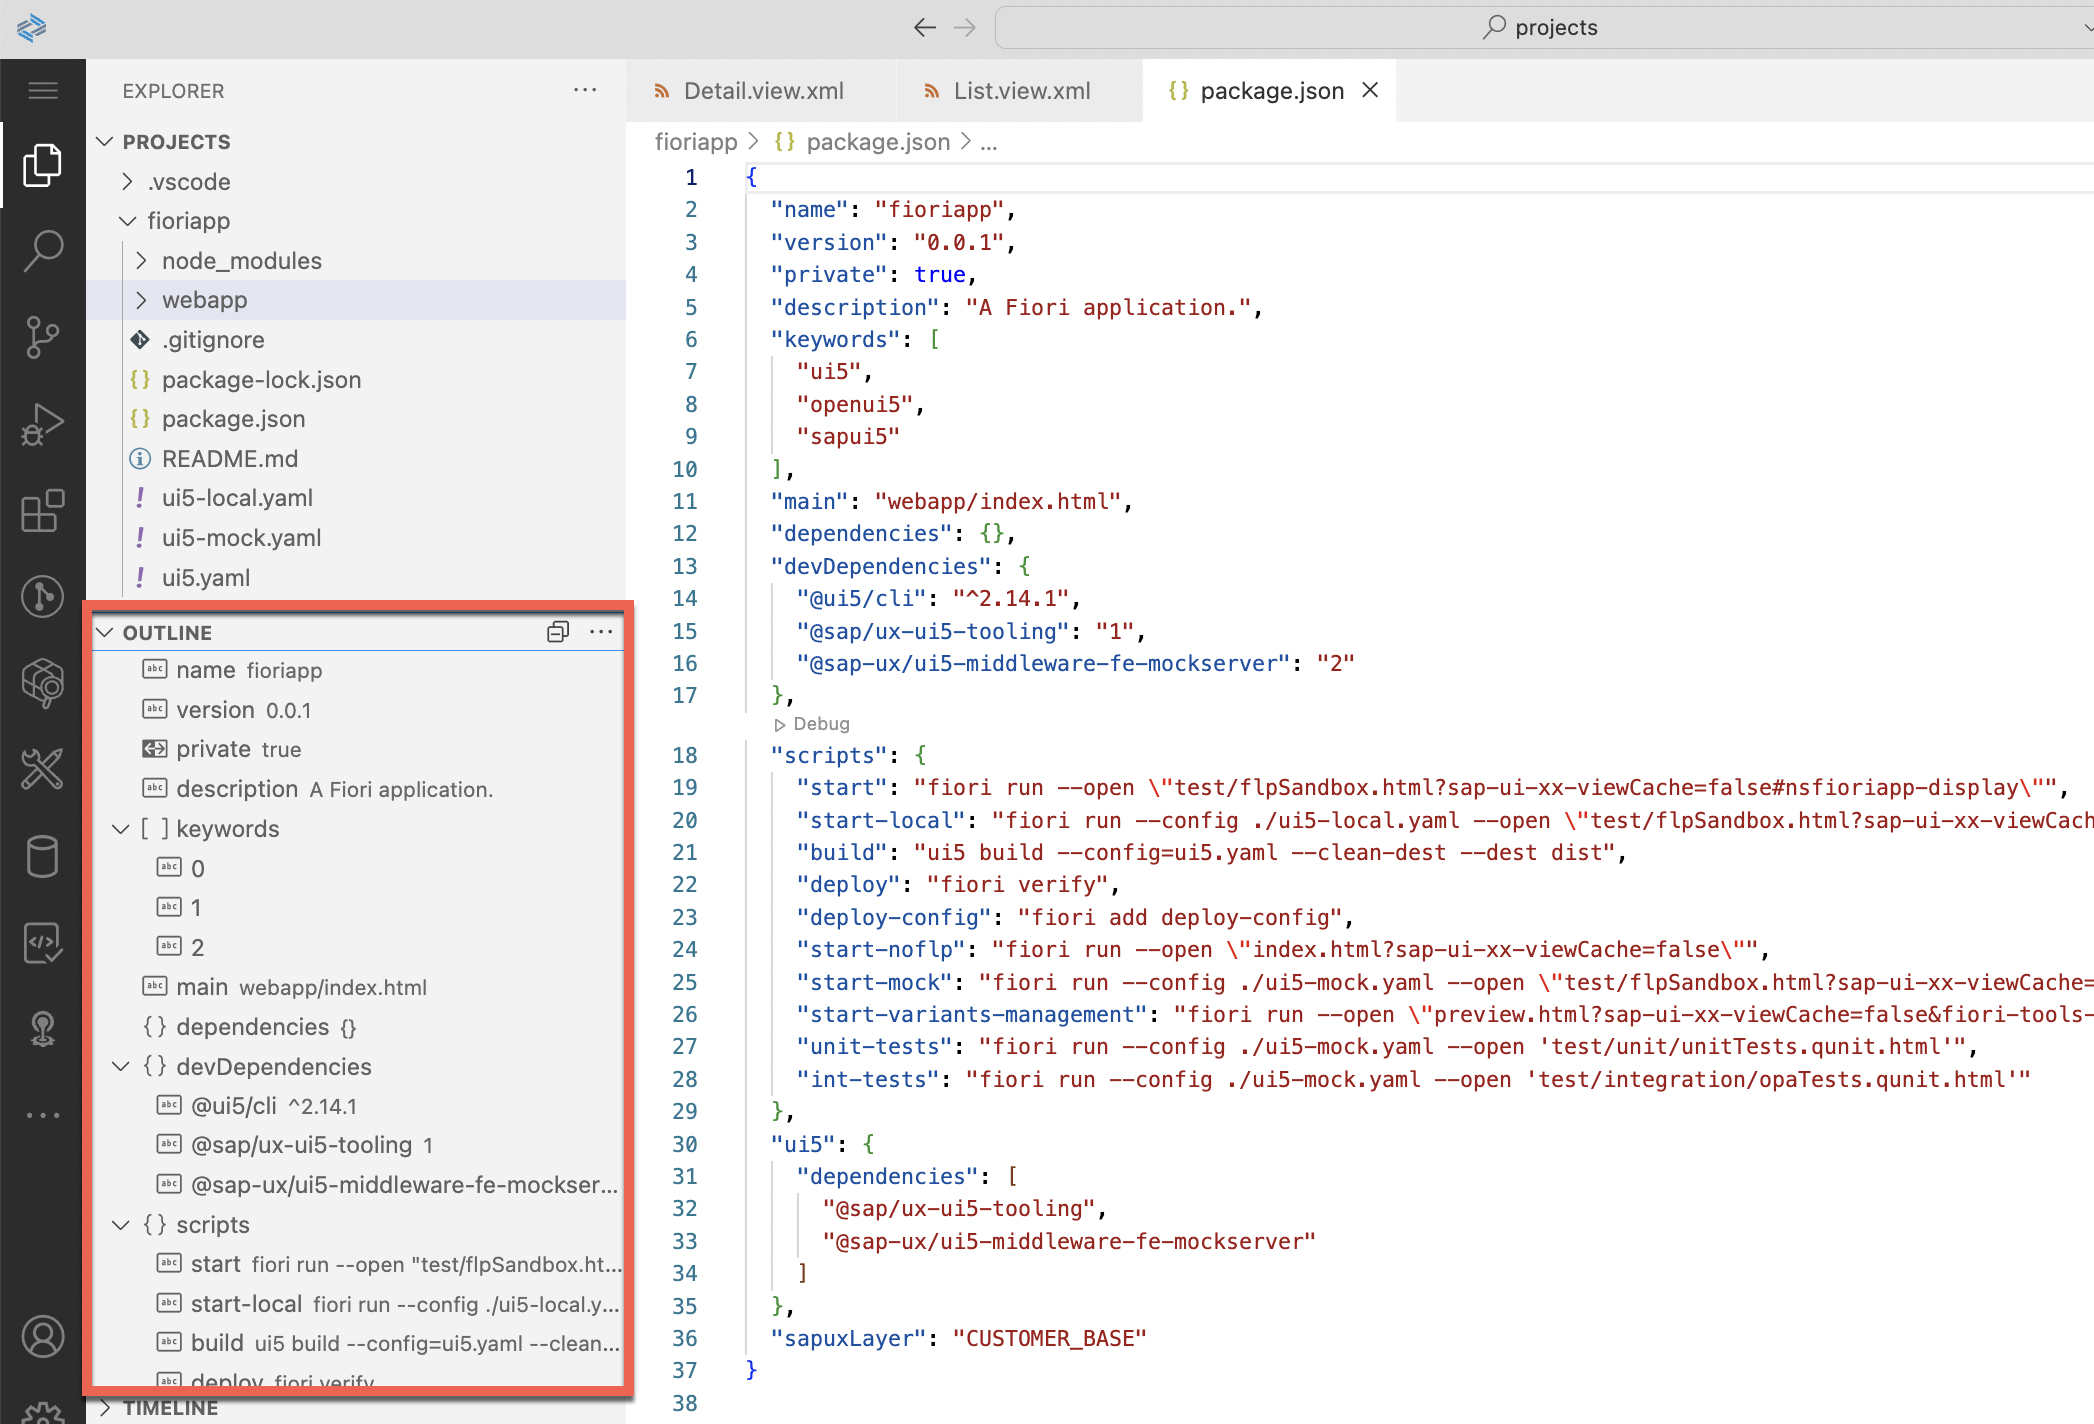 projects
EXPLORER
···
Detail.view.xml
List.view.xml
{} package.json
PROJECTS
.vscode
fioriapp
node_modules
webapp
.gitignore
{} package-lock.json
{} package.json
README.md
! ui5-local.yaml
! ui5-mock.yaml
! ui5.yaml
OUTLINE
···
abc name fioriapp
abc version 0.0.1
private true
abc description A Fiori application.
[ ] keywords
abc 0
abc 1
abc 2
abc main webapp/index.html
{} dependencies {}
{} devDependencies
abc @ui5/cli ^2.14.1
abc @sap/ux-ui5-tooling 1
abc @sap-ux/ui5-middleware-fe-mockser...
{} scripts
abc start fiori run --open "test/flpSandbox.ht...
abc start-local fiori run --config ./ui5-local.y...
abc build ui5 build --config=ui5.yaml --clean...
abc deploy fiori verify
TIMELINE
fioriapp > {} package.json > ...
1 {
2 "name": "fioriapp",
3 "version": "0.0.1",
4 "private": true,
5 "description": "A Fiori application.",
6 "keywords": [
7 "ui5",
8 "openui5",
9 "sapui5"
10 ],
11 "main": "webapp/index.html",
12 "dependencies": {},
13 "devDependencies": {
14 "@ui5/cli": "^2.14.1",
15 "@sap/ux-ui5-tooling": "1",
16 "@sap-ux/ui5-middleware-fe-mockserver": "2"
17 },
Debug
18 "scripts": {
19 "start": "fiori run --open \"test/flpSandbox.html?sap-ui-xx-viewCache=false#nsfioriapp-display\"",
20 "start-local": "fiori run --config ./ui5-local.yaml --open \"test/flpSandbox.html?sap-ui-xx-viewCach
21 "build": "ui5 build --config=ui5.yaml --clean-dest --dest dist",
22 "deploy": "fiori verify",
23 "deploy-config": "fiori add deploy-config",
24 "start-noflp": "fiori run --open \"index.html?sap-ui-xx-viewCache=false\"",
25 "start-mock": "fiori run --config ./ui5-mock.yaml --open \"test/flpSandbox.html?sap-ui-xx-viewCache=
26 "start-variants-management": "fiori run --open \"preview.html?sap-ui-xx-viewCache=false&fiori-tools-
27 "unit-tests": "fiori run --config ./ui5-mock.yaml --open 'test/unit/unitTests.qunit.html'",
28 "int-tests": "fiori run --config ./ui5-mock.yaml --open 'test/integration/opaTests.qunit.html'"
29 },
30 "ui5": {
31 "dependencies": [
32 "@sap/ux-ui5-tooling",
33 "@sap-ux/ui5-middleware-fe-mockserver"
34 ]
35 },
36 "sapuxLayer": "CUSTOMER_BASE"
37 }
38